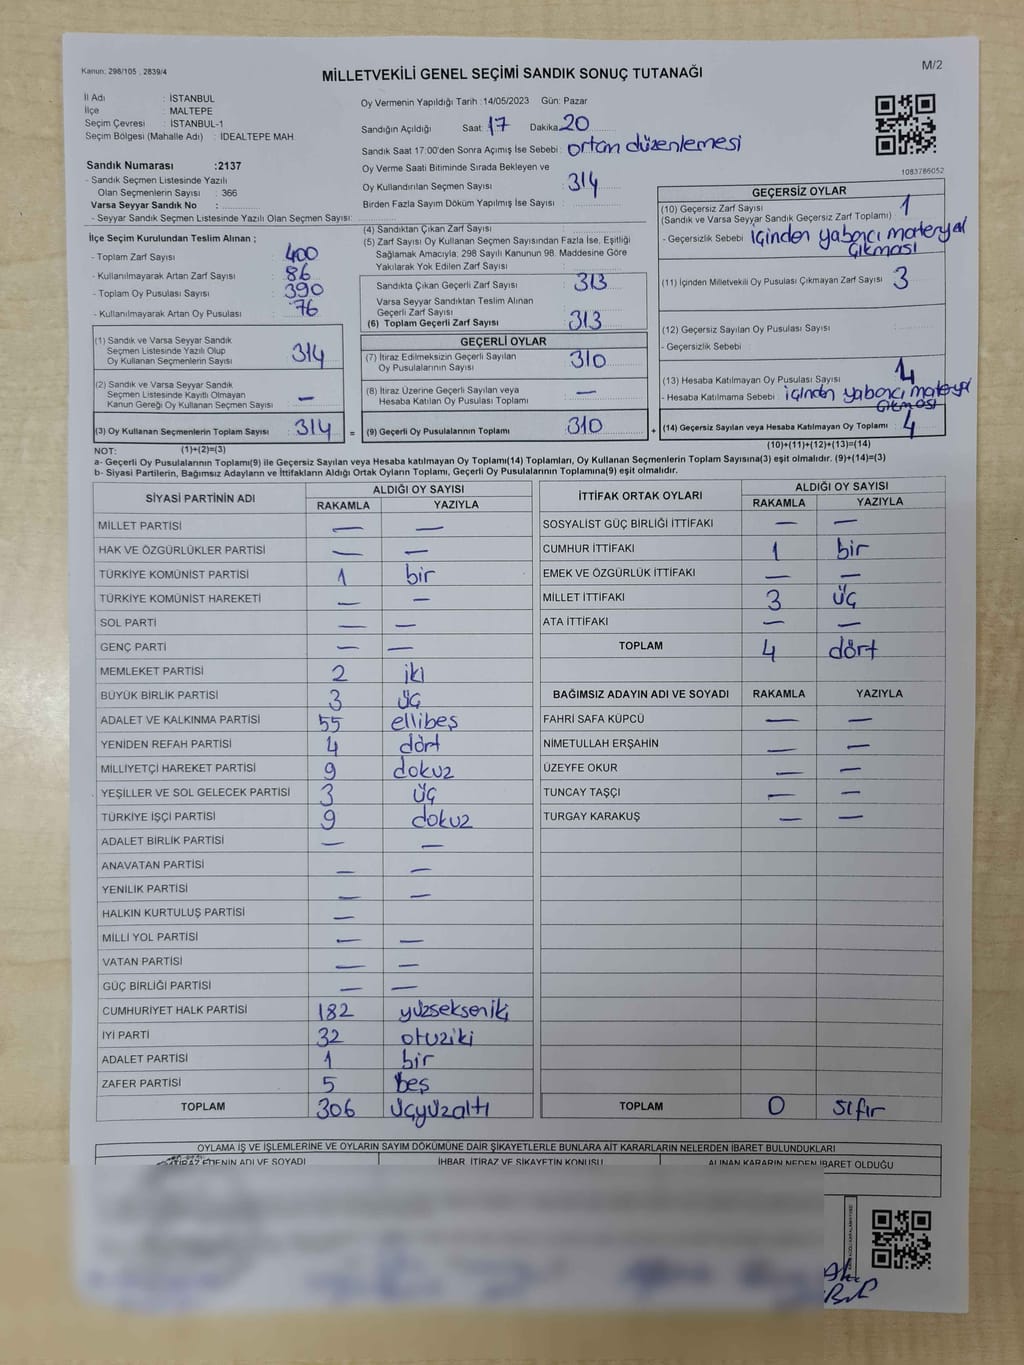 Kanun: 298/105 , 2839/4
M/2
MİLLETVEKİLİ GENEL SEÇİMİ SANDIK SONUÇ TUTANAĞI
İl Adı : İSTANBUL
İlçe : MALTEPE
Seçim Çevresi : İSTANBUL-1
Seçim Bölgesi (Mahalle Adı) : İDEALTEPE MAH.
Sandık Numarası :2137
- Sandık Seçmen Listesinde Yazılı
Olan Seçmenlerin Sayısı : 366
Varsa Seyyar Sandık No :
- Seyyar Sandık Seçmen Listesinde Yazılı Olan Seçmen Sayısı:
Oy Vermenin Yapıldığı Tarih :14/05/2023 Gün: Pazar
Sandığın Açıldığı Saat: 17 Dakika 20
Sandık Saat 17:00'den Sonra Açılmış İse Sebebi : ortam düzenlemesi
Oy Verme Saati Bitiminde Sırada Bekleyen ve
Oy Kullandırılan Seçmen Sayısı : 314
Birden Fazla Sayım Döküm Yapılmış İse Sayısı :
1083786052
İlçe Seçim Kurulundan Teslim Alınan ;
- Toplam Zarf Sayısı : 400
- Kullanılmayarak Artan Zarf Sayısı : 86
- Toplam Oy Pusulası Sayısı : 390
- Kullanılmayarak Artan Oy Pusulası : 76
(1) Sandık ve Varsa Seyyar Sandık
Seçmen Listesinde Yazılı Olup
Oy Kullanan Seçmenlerin Sayısı : 314
(2) Sandık ve Varsa Seyyar Sandık
Seçmen Listesinde Kayıtlı Olmayan
Kanun Gereği Oy Kullanan Seçmen Sayısı : —
(3) Oy Kullanan Seçmenlerin Toplam Sayısı : 314 =
(4) Sandıktan Çıkan Zarf Sayısı :
(5) Zarf Sayısı Oy Kullanan Seçmen Sayısından Fazla İse, Eşitliği
Sağlamak Amacıyla; 298 Sayılı Kanunun 98. Maddesine Göre
Yakılarak Yok Edilen Zarf Sayısı :
Sandıkta Çıkan Geçerli Zarf Sayısı : 313
Varsa Seyyar Sandıktan Teslim Alınan
Geçerli Zarf Sayısı :
(6) Toplam Geçerli Zarf Sayısı : 313
GEÇERLİ OYLAR
(7) İtiraz Edilmeksizin Geçerli Sayılan
Oy Pusulalarının Sayısı : 310
(8) İtiraz Üzerine Geçerli Sayılan veya
Hesaba Katılan Oy Pusulası Toplamı : —
(9) Geçerli Oy Pusulalarının Toplamı : 310 +
GEÇERSİZ OYLAR
(10) Geçersiz Zarf Sayısı
(Sandık ve Varsa Seyyar Sandık Geçersiz Zarf Toplamı) : 1
- Geçersizlik Sebebi : içinden yabancı materyal
çıkması
(11) İçinden Milletvekili Oy Pusulası Çıkmayan Zarf Sayısı : 3
(12) Geçersiz Sayılan Oy Pusulası Sayısı :
- Geçersizlik Sebebi :
(13) Hesaba Katılmayan Oy Pusulası Sayısı :
- Hesaba Katılmama Sebebi : içinden yabancı materyal
çıkması
(14) Geçersiz Sayılan veya Hesaba Katılmayan Oy Toplamı : 4
(10)+(11)+(12)+(13)=(14)
NOT: (1)+(2)=(3)
a- Geçerli Oy Pusulalarının Toplamı(9) ile Geçersiz Sayılan veya Hesaba katılmayan Oy Toplamı(14) Toplamları, Oy Kullanan Seçmenlerin Toplam Sayısına(3) eşit olmalıdır. (9)+(14)=(3)
b- Siyasi Partilerin, Bağımsız Adayların ve İttifakların Aldığı Ortak Oyların Toplamı, Geçerli Oy Pusulalarının Toplamına(9) eşit olmalıdır.
SİYASİ PARTİNİN ADI ALDIĞI OY SAYISI
RAKAMLA YAZIYLA
MİLLET PARTİSİ — —
HAK VE ÖZGÜRLÜKLER PARTİSİ — —
TÜRKİYE KOMÜNİST PARTİSİ 1 bir
TÜRKİYE KOMÜNİST HAREKETİ — —
SOL PARTİ — —
GENÇ PARTİ — —
MEMLEKET PARTİSİ 2 iki
BÜYÜK BİRLİK PARTİSİ 3 üç
ADALET VE KALKINMA PARTİSİ 55 ellibeş
YENİDEN REFAH PARTİSİ 4 dört
MİLLİYETÇİ HAREKET PARTİSİ 9 dokuz
YEŞİLLER VE SOL GELECEK PARTİSİ 3 üç
TÜRKİYE İŞÇİ PARTİSİ 9 dokuz
ADALET BİRLİK PARTİSİ — —
ANAVATAN PARTİSİ — —
YENİLİK PARTİSİ — —
HALKIN KURTULUŞ PARTİSİ —
MİLLİ YOL PARTİSİ — —
VATAN PARTİSİ — —
GÜÇ BİRLİĞİ PARTİSİ — —
CUMHURİYET HALK PARTİSİ 182 yüzsekseniki
İYİ PARTİ 32 otuziki
ADALET PARTİSİ 1 bir
ZAFER PARTİSİ 5 beş
TOPLAM 306 üçyüzaltı
İTTİFAK ORTAK OYLARI ALDIĞI OY SAYISI
RAKAMLA YAZIYLA
SOSYALİST GÜÇ BİRLİĞİ İTTİFAKI — —
CUMHUR İTTİFAKI 1 bir
EMEK VE ÖZGÜRLÜK İTTİFAKI — —
MİLLET İTTİFAKI 3 üç
ATA İTTİFAKI — —
TOPLAM 4 dört
BAĞIMSIZ ADAYIN ADI VE SOYADI RAKAMLA YAZIYLA
FAHRİ SAFA KÜPCÜ — —
NİMETULLAH ERŞAHİN — —
ÜZEYFE OKUR — —
TUNCAY TAŞÇI — —
TURGAY KARAKUŞ — —
TOPLAM 0 sıfır
OYLAMA İŞ VE İŞLEMLERİNE VE OYLARIN SAYIM DÖKÜMÜNE DAİR ŞİKAYETLERLE BUNLARA AİT KARARLARIN NELERDEN İBARET BULUNDUKLARI
İTİRAZ EDENİN ADI VE SOYADI İHBAR, İTİRAZ VE ŞİKAYETİN KONUSU ALINAN KARARIN NEDEN İBARET OLDUĞU